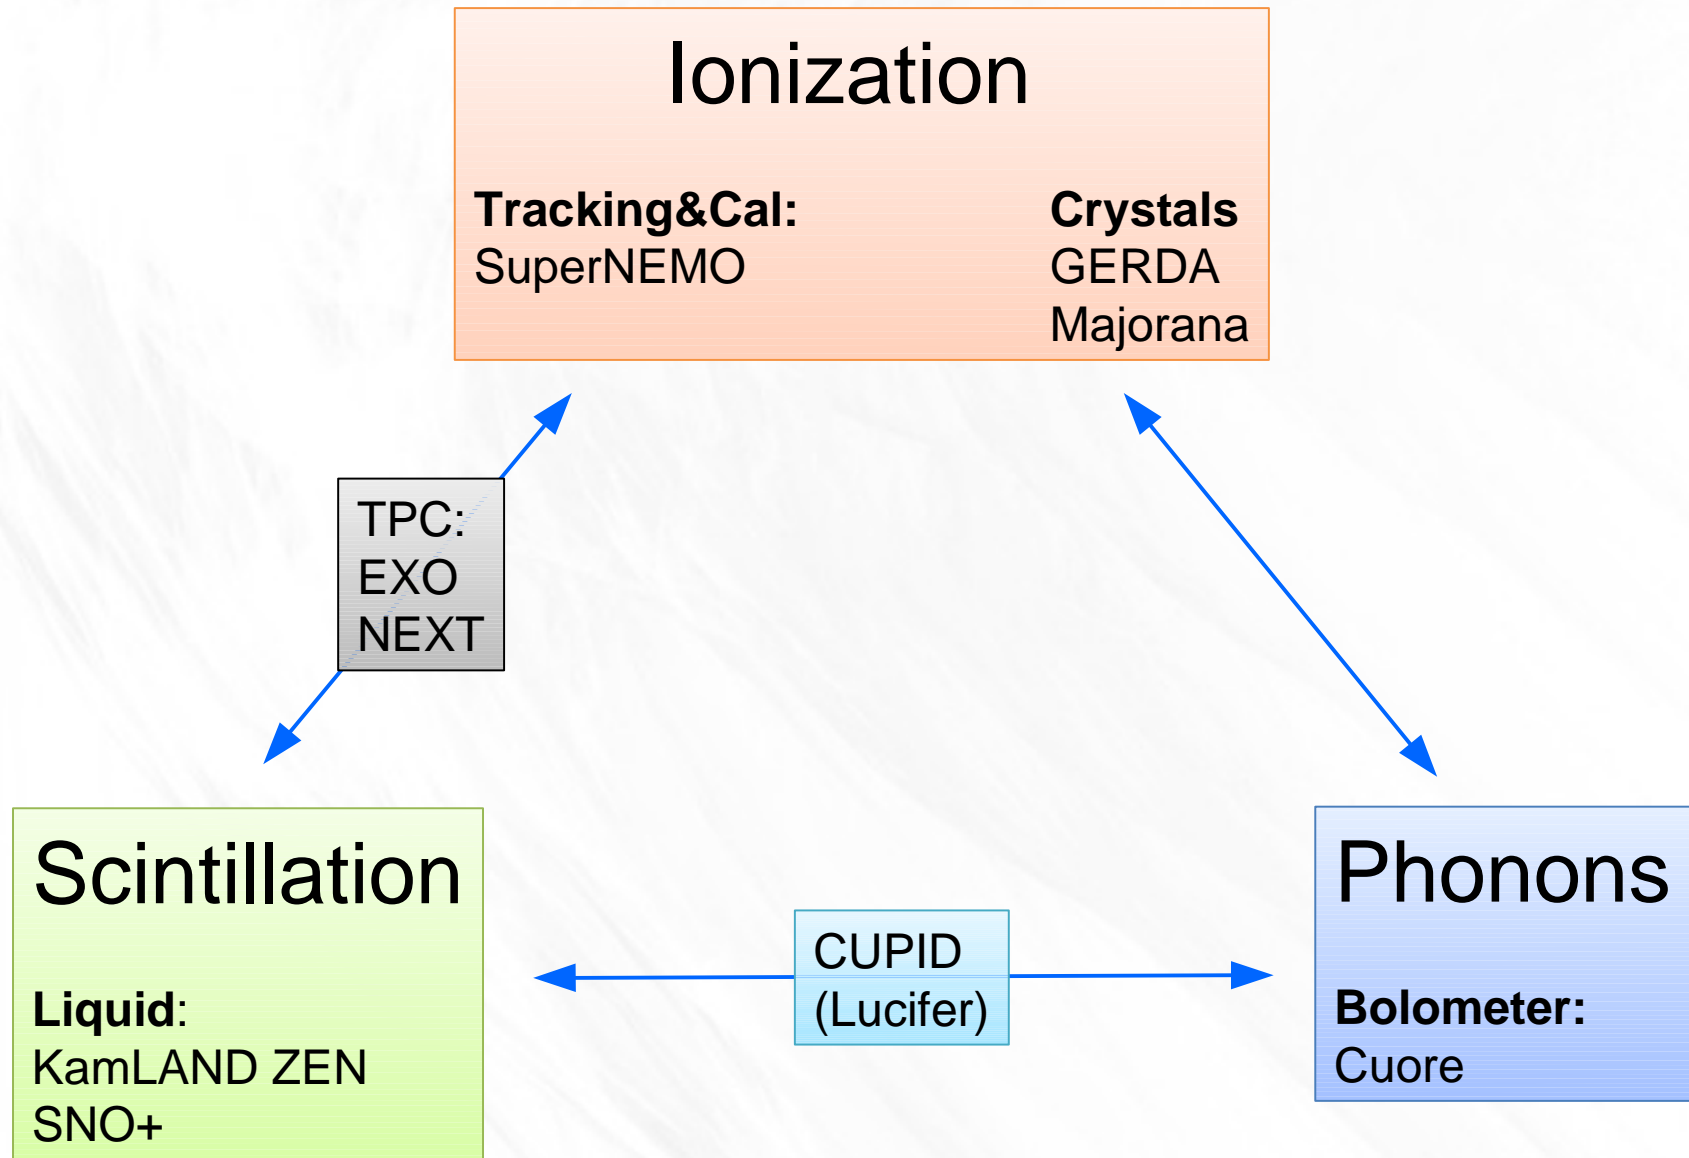 Ionization
Tracking&Cal:
SuperNEMO
Crystals
GERDA
Majorana
TPC:
EXO
NEXT
Scintillation
Liquid:
KamLAND ZEN
SNO+
CUPID
(Lucifer)
Phonons
Bolometer:
Cuore